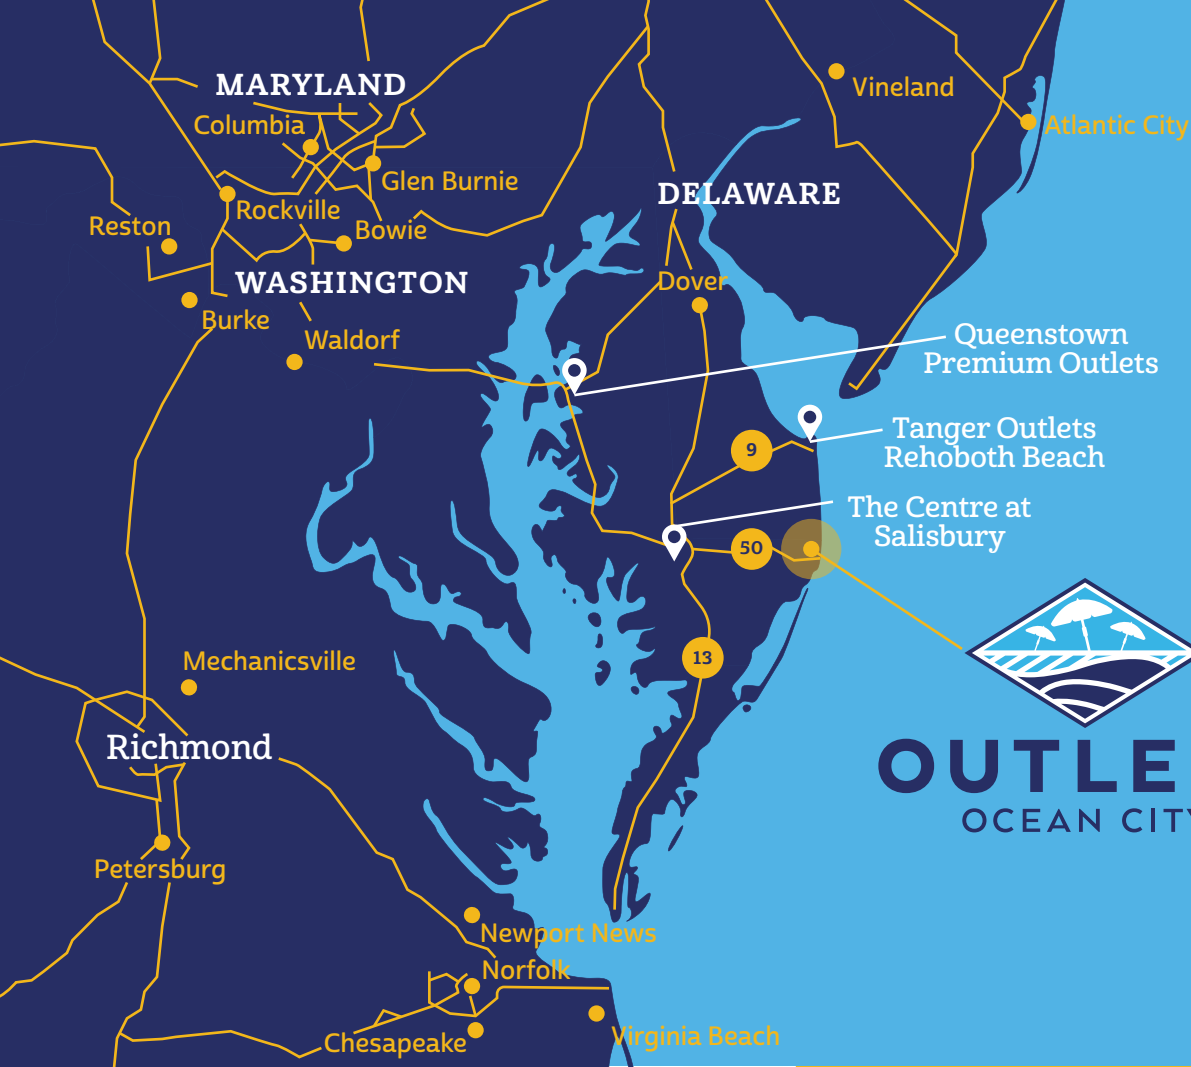 MARYLAND
Vineland
Columbia
Atlantic City
Glen Burnie
DELAWARE
Rockville
Reston
Bowie
WASHINGTON
Dover
Burke
Waldorf
Queenstown
Premium Outlets
Tanger Outlets
Rehoboth Beach
9
The Centre at
Salisbury
50
13
Mechanicsville
Richmond
OUTLE
OCEAN CITY
Petersburg
Newport News
Norfolk
Chesapeake
Virginia Beach